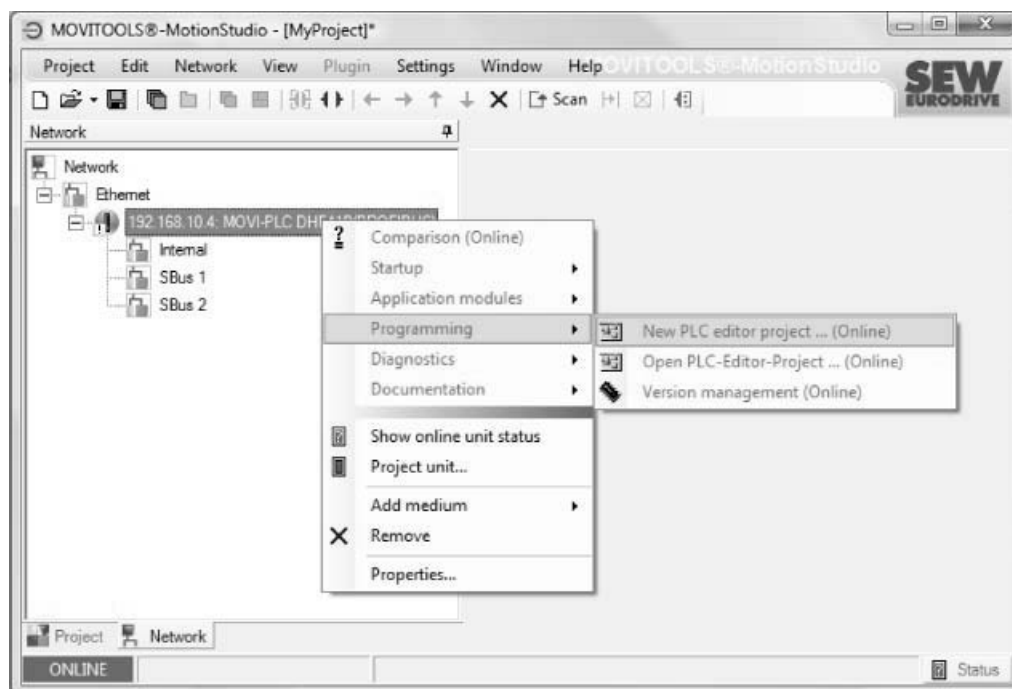 MOVITOOLS®-MotionStudio - [MyProject]*
Project Edit Network View Plugin Settings Window Help
OVITOOLS®-MotionStudio
SEW
EURODRIVE
Scan
Network
Network
Ethernet
192.168.10.4: MOVI-PLC
Internal
SBus 1
SBus 2
Comparison (Online)
Startup
Application modules
Programming
Diagnostics
Documentation
Show online unit status
Project unit...
Add medium
Remove
Properties...
New PLC editor project ... (Online)
Open PLC-Editor-Project ... (Online)
Version management (Online)
Project Network
ONLINE
Status